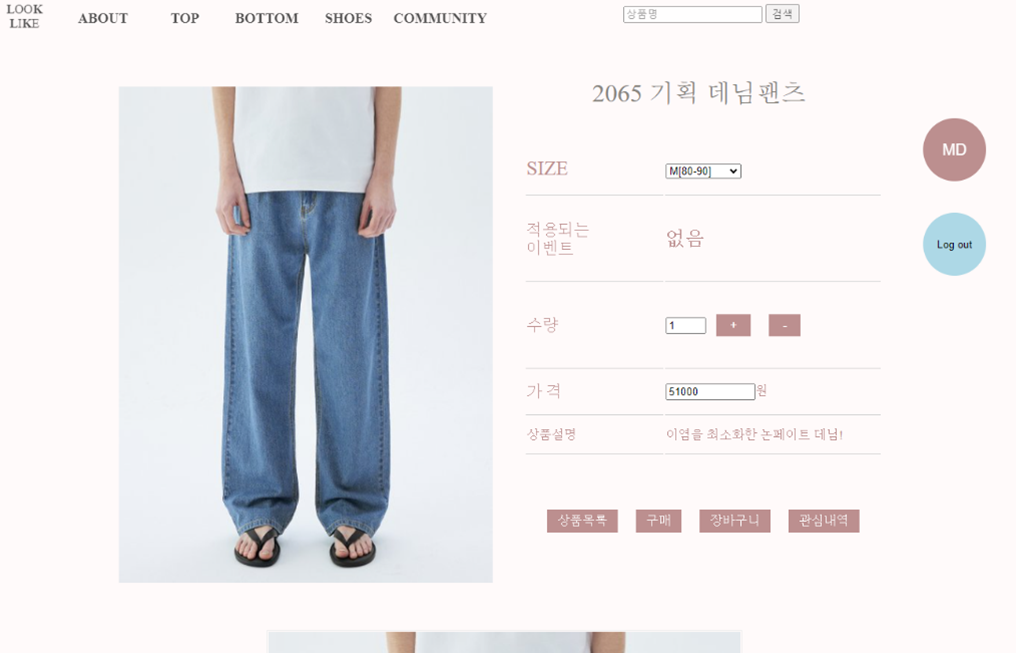 LOOK
LIKE
ABOUT TOP BOTTOM SHOES COMMUNITY
상품명 검색
2065 기획 데님팬츠
MD
SIZE M[80-90]
적용되는
이벤트
없음
Log out
수량 1 + -
가격 51000원
상품설명 이염을 최소화한 논페이트 데님!
상품목록 구매 장바구니 관심내역